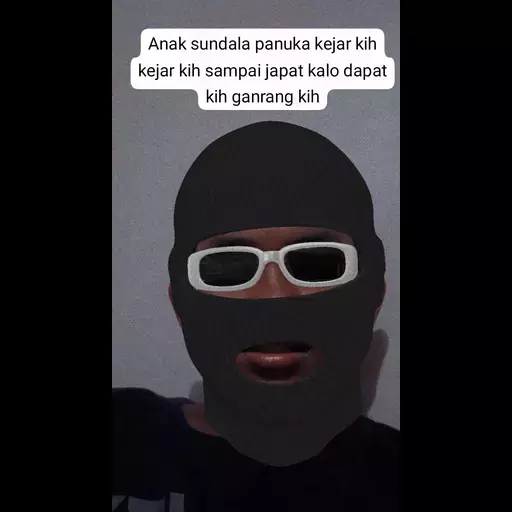 Anak sundala panuka kejar kih
kejar kih sampai japat kalo dapat
kih ganrang kih